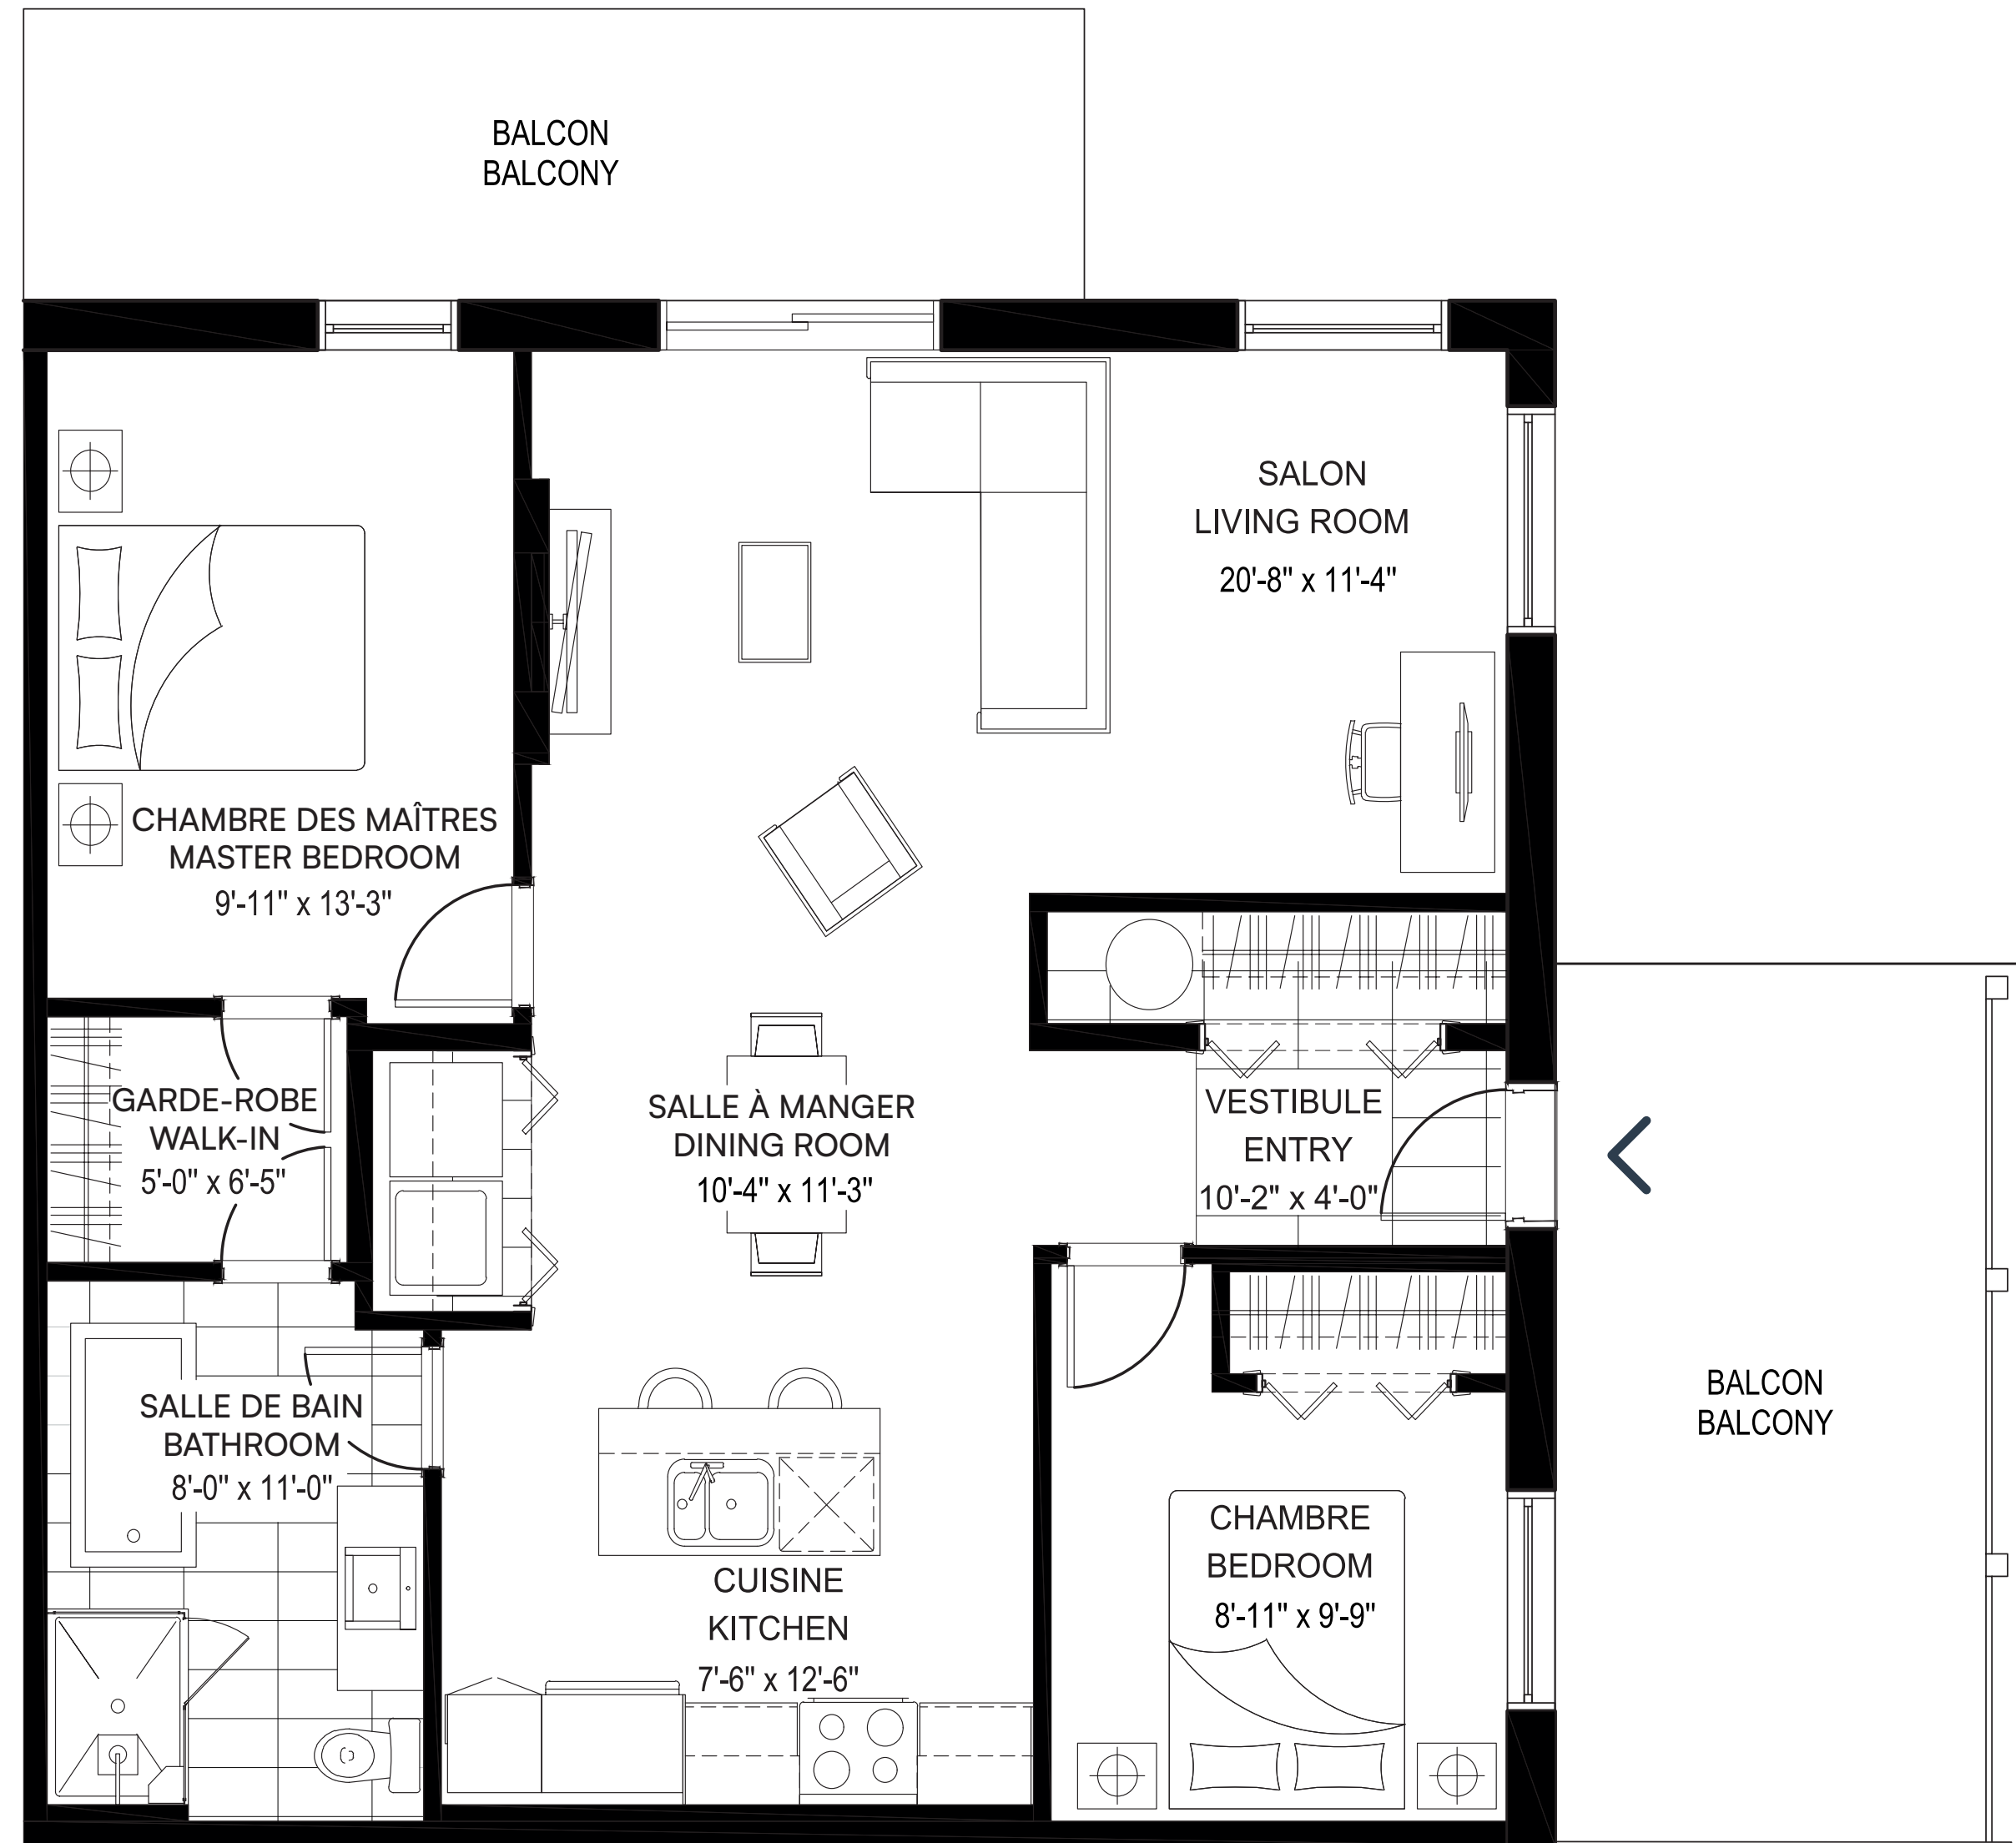 BALCON
BALCONY
SALON
LIVING ROOM
20'-8" x 11'-4"
CHAMBRE DES MAÎTRES
MASTER BEDROOM
9'-11" x 13'-3"
GARDE-ROBE
WALK-IN
5'-0" x 6'-5"
SALLE À MANGER
DINING ROOM
10'-4" x 11'-3"
VESTIBULE
ENTRY
10'-2" x 4'-0"
SALLE DE BAIN
BATHROOM
8'-0" x 11'-0"
CUISINE
KITCHEN
7'-6" x 12'-6"
CHAMBRE
BEDROOM
8'-11" x 9'-9"
BALCON
BALCONY